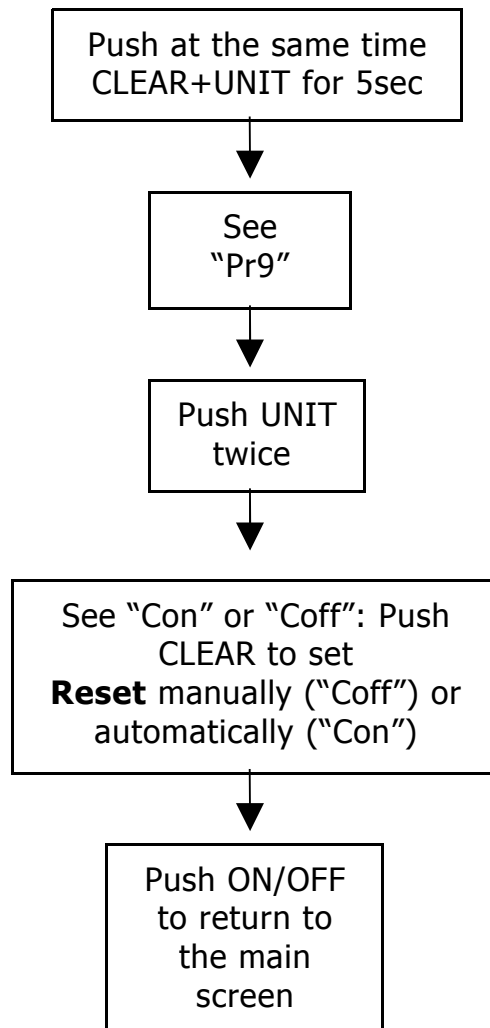 Push at the same time
CLEAR+UNIT for 5sec
See
“Pr9”
Push UNIT
twice
See “Con” or “Coff”: Push
CLEAR to set
Reset manually (“Coff”) or
automatically (“Con”)
Push ON/OFF
to return to
the main
screen